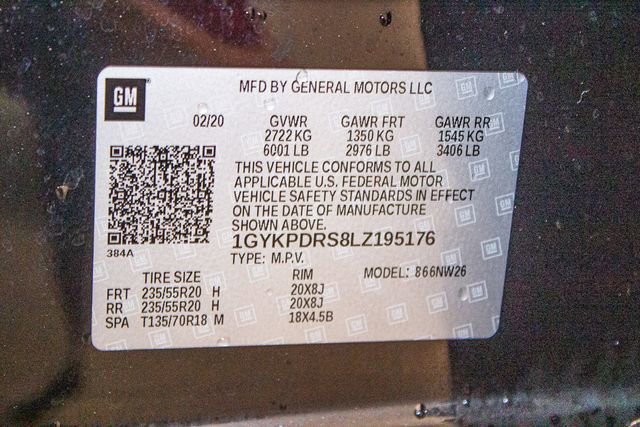 GM
MFD BY GENERAL MOTORS LLC
02/20 GVWR GAWR FRT GAWR RR
2722 KG 1350 KG 1545 KG
6001 LB 2976 LB 3406 LB
THIS VEHICLE CONFORMS TO ALL
APPLICABLE U.S. FEDERAL MOTOR
VEHICLE SAFETY STANDARDS IN EFFECT
ON THE DATE OF MANUFACTURE
SHOWN ABOVE.
1GYKPDRS8LZ195176
384A
TYPE: M.P.V.
TIRE SIZE RIM MODEL: 866NW26
FRT 235/55R20 H 20X8J
RR 235/55R20 H 20X8J
SPA T135/70R18 M 18X4.5B